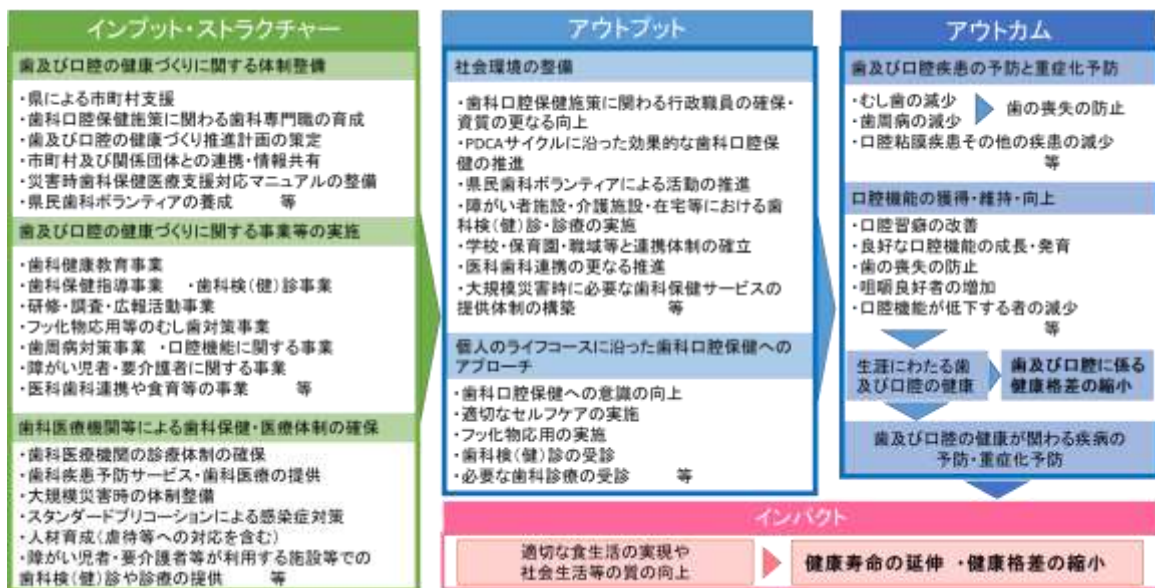 インプット・ストラクチャー
歯及び口腔の健康づくりに関する体制整備
・県による市町村支援
・歯科口腔保健施策に関わる歯科専門職の育成
・歯及び口腔の健康づくり推進計画の策定
・市町村及び関係団体との連携・情報共有
・災害時歯科保健医療支援対応マニュアルの整備
・県民歯科ボランティアの養成　　等
歯及び口腔の健康づくりに関する事業等の実施
・歯科健康教育事業
・歯科保健指導事業　・歯科検(健)診事業
・研修・調査・広報活動事業
・フッ化物応用等のむし歯対策事業
・歯周病対策事業　・口腔機能に関する事業
・障がい児者・要介護者に関する事業
・医科歯科連携や食育等の事業　　等
歯科医療機関等による歯科保健・医療体制の確保
・歯科医療機関の診療体制の確保
・歯科疾患予防サービス・歯科医療の提供
・大規模災害時の体制整備
・スタンダードプリコーションによる感染症対策
・人材育成(虐待等への対応を含む)
・障がい児者・要介護者等が利用する施設等での
歯科検(健)診や診療の提供　　等
アウトプット
社会環境の整備
・歯科口腔保健施策に関わる行政職員の確保・
資質の更なる向上
・PDCAサイクルに沿った効果的な歯科口腔保
健の推進
・県民歯科ボランティアによる活動の推進
・障がい者施設・介護施設・在宅等における歯
科検(健)診・診療の実施
・学校・保育園・職域等と連携体制の確立
・医科歯科連携の更なる推進
・大規模災害時に必要な歯科保健サービスの
提供体制の構築　　等
個人のライフコースに沿った歯科口腔保健への
アプローチ
・歯科口腔保健への意識の向上
・適切なセルフケアの実施
・フッ化物応用の実施
・歯科検(健)診の受診
・必要な歯科診療の受診　　等
アウトカム
歯及び口腔疾患の予防と重症化予防
・むし歯の減少
・歯周病の減少
歯の喪失の防止
・口腔粘膜疾患その他の疾患の減少
等
口腔機能の獲得・維持・向上
・口腔習癖の改善
・良好な口腔機能の成長・発育
・歯の喪失の防止
・咀嚼良好者の増加
・口腔機能が低下する者の減少
等
生涯にわたる歯
及び口腔の健康
歯及び口腔に係る
健康格差の縮小
歯及び口腔の健康が関わる疾病の
予防・重症化予防
インパクト
適切な食生活の実現や
社会生活等の質の向上
健康寿命の延伸　・健康格差の縮小